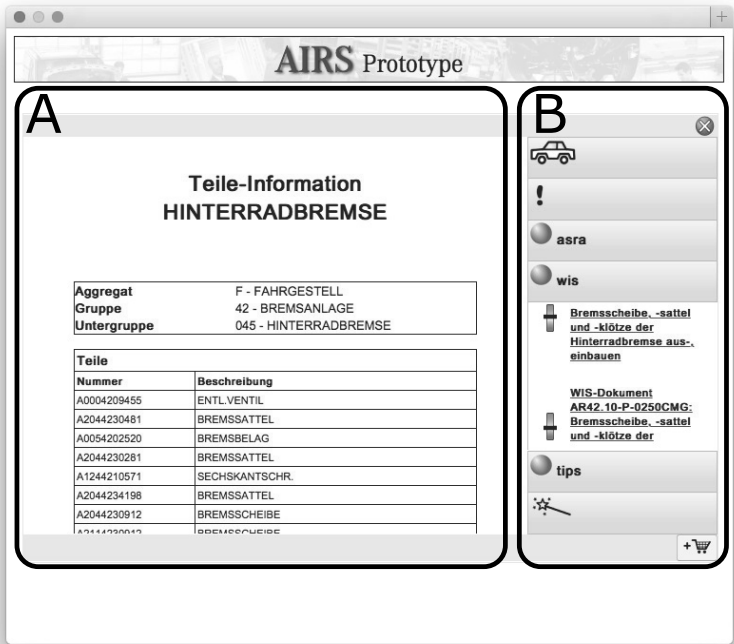 AIRS Prototype
A
Teile-Information
HINTERRADBREMSE
Aggregat F - FAHRGESTELL
Gruppe 42 - BREMSANLAGE
Untergruppe 045 - HINTERRADBREMSE
Teile
Nummer Beschreibung
A0004209455 ENTL.VENTIL
A2044230481 BREMSSATTEL
A0054202520 BREMSBELAG
A2044230281 BREMSSATTEL
A1244210571 SECHSKANTSCHR.
A2044234198 BREMSSATTEL
A2044230912 BREMSSCHEIBE
A2114230912 BREMSSCHEIBE
B
!
asra
wis
Bremsscheibe, -sattel
und -klötze der
Hinterradbremse aus-,
einbauen
WIS-Dokument
AR42.10-P-0250CMG:
Bremsscheibe, -sattel
und -klötze der
tips
+